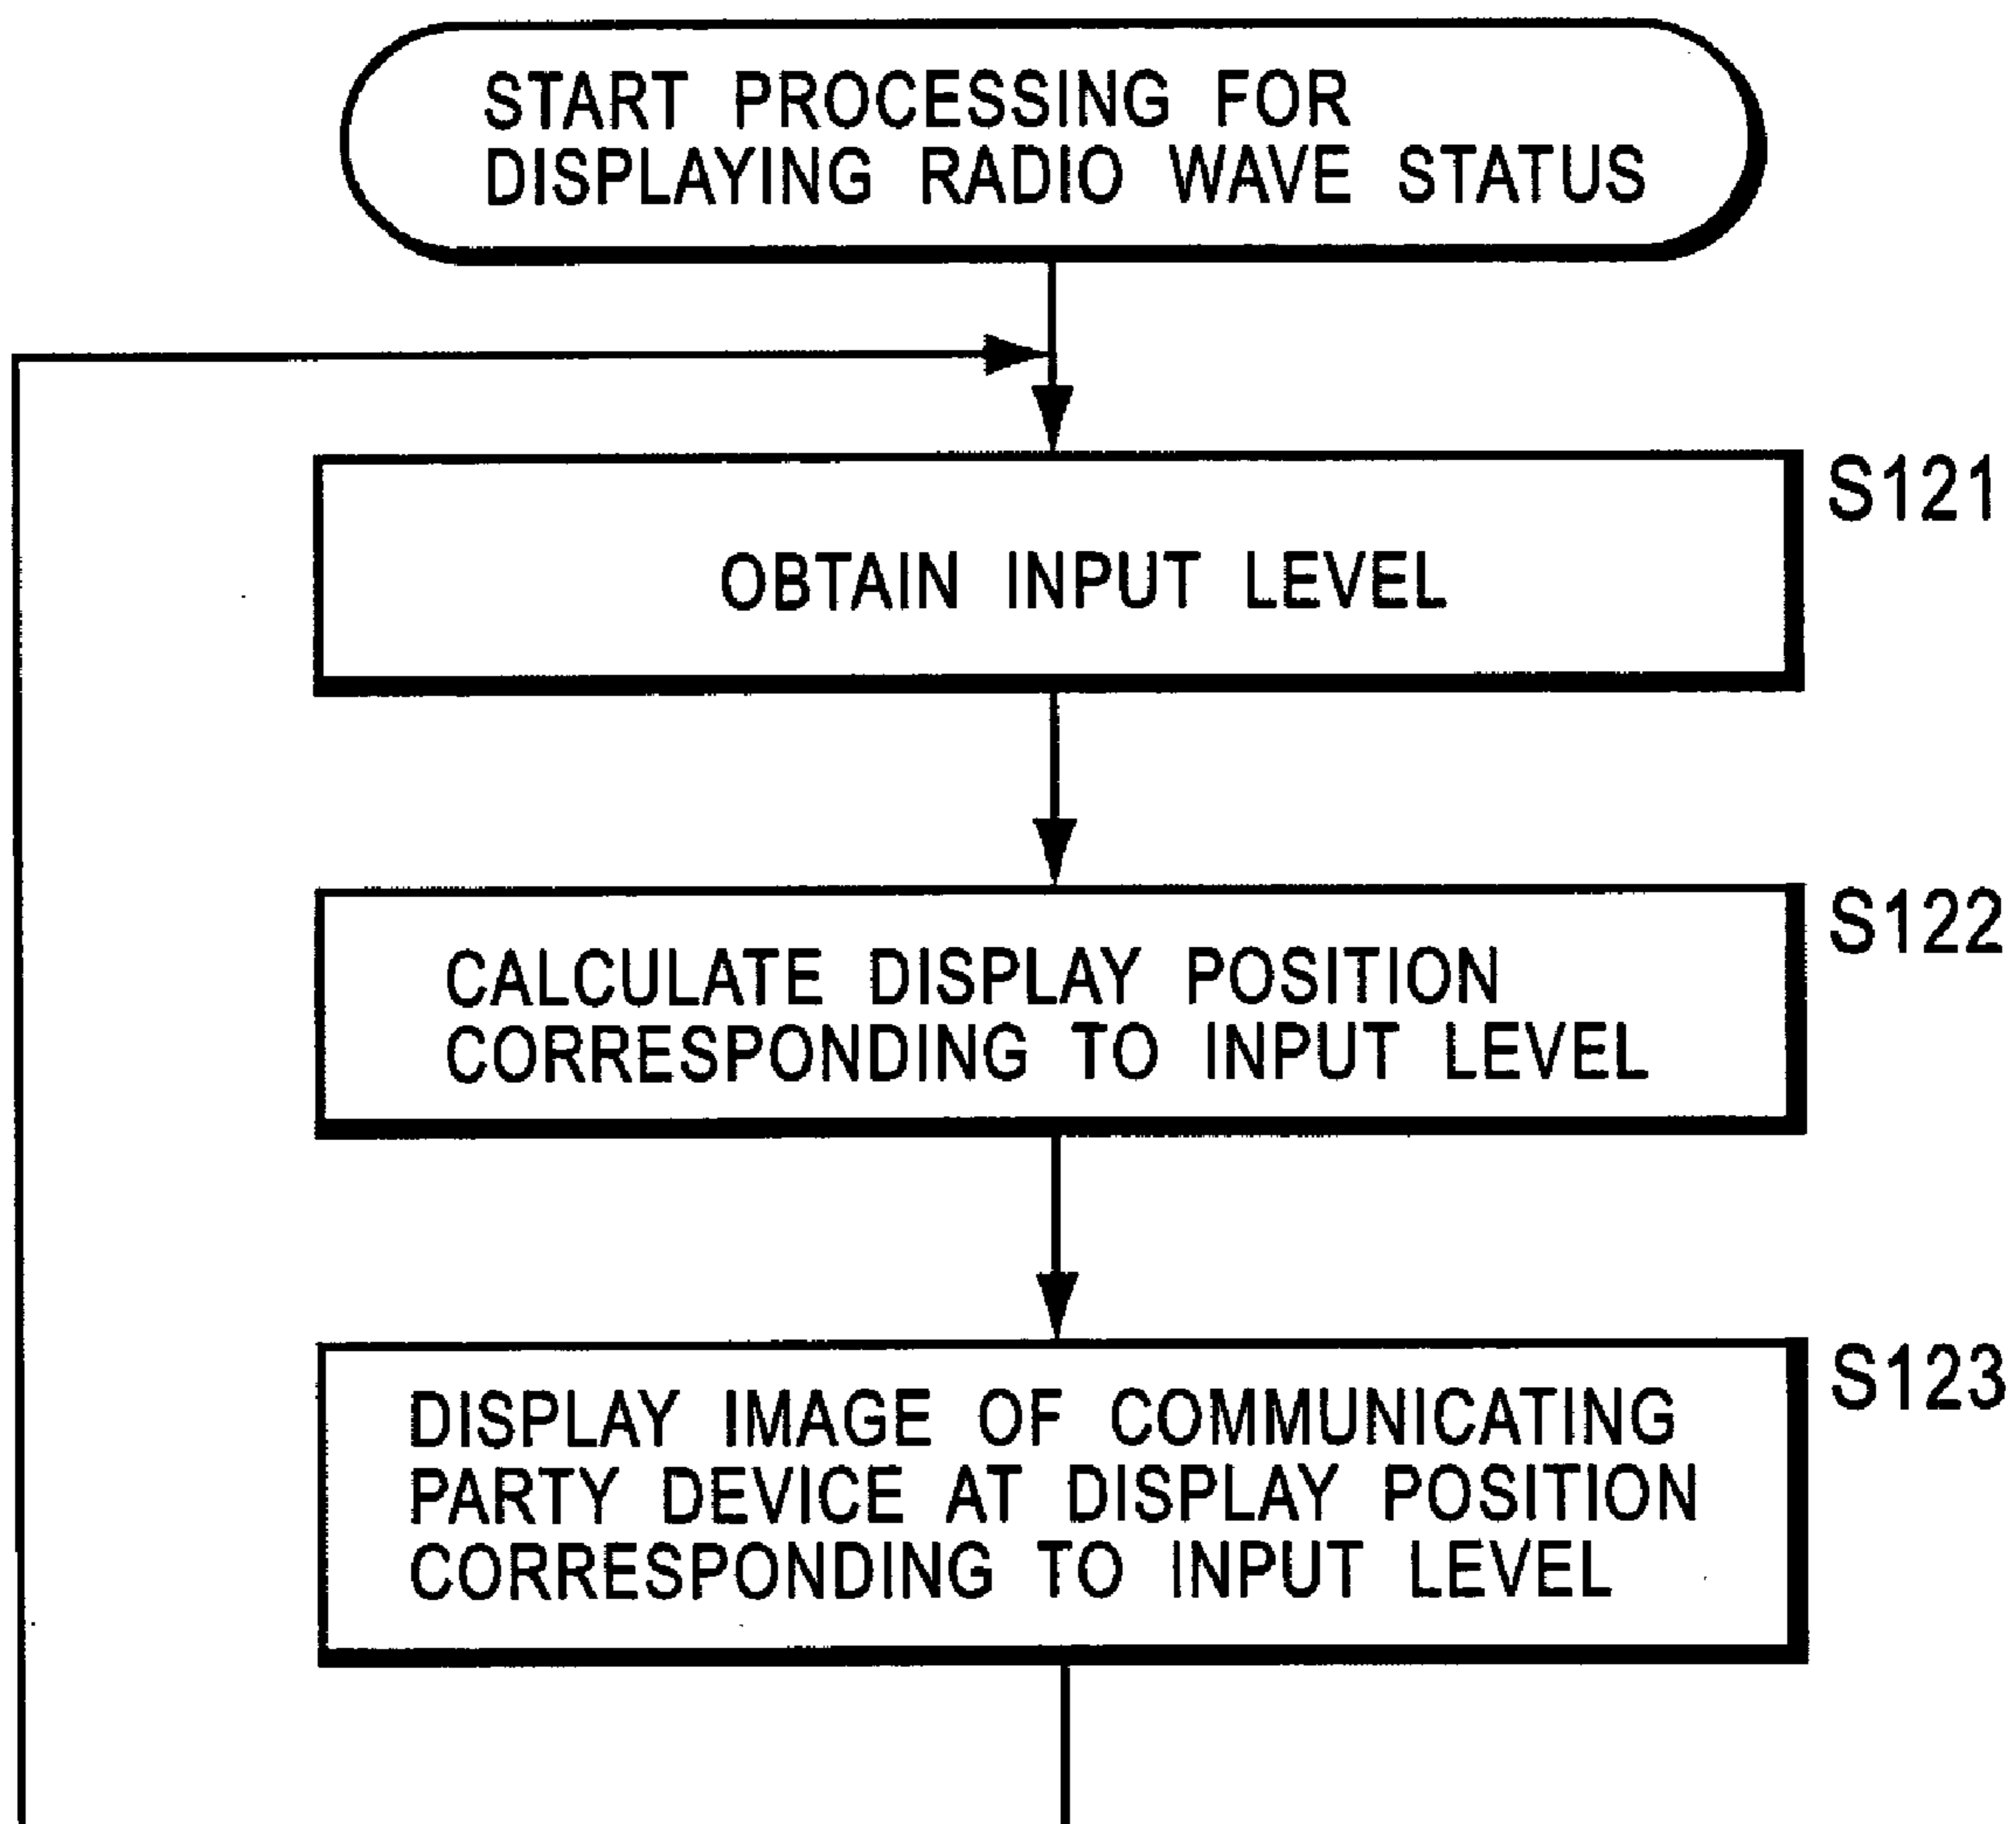 START PROCESSING FOR
DISPLAYING RADIO WAVE STATUS
S121
OBTAIN INPUT LEVEL
S122
CALCULATE DISPLAY POSITION
CORRESPONDING TO INPUT LEVEL
S123
DISPLAY IMAGE OF COMMUNICATING
PARTY DEVICE AT DISPLAY POSITION
CORRESPONDING TO INPUT LEVEL